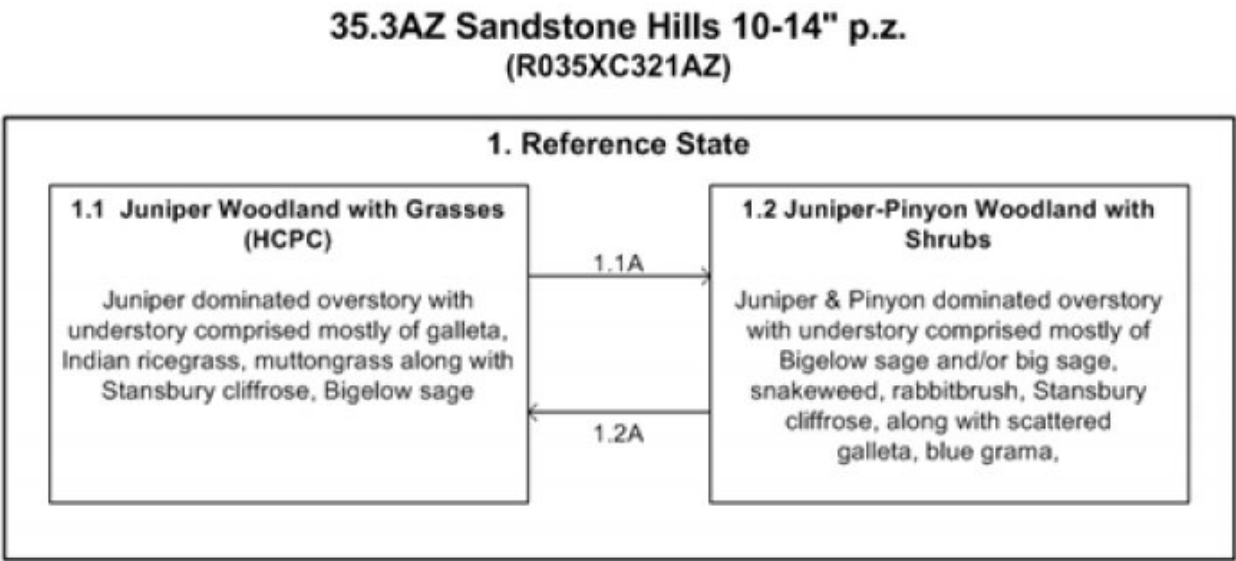 35.3AZ Sandstone Hills 10-14" p.z.
(R035XC321AZ)
1. Reference State
1.1 Juniper Woodland with Grasses
(HCPC)
Juniper dominated overstory with
understory comprised mostly of galleta,
Indian ricegrass, muttongrass along with
Stansbury cliffrose, Bigelow sage
1.1A
1.2A
1.2 Juniper-Pinyon Woodland with
Shrubs
Juniper & Pinyon dominated overstory
with understory comprised mostly of
Bigelow sage and/or big sage,
snakeweed, rabbitbrush, Stansbury
cliffrose, along with scattered
galleta, blue grama,